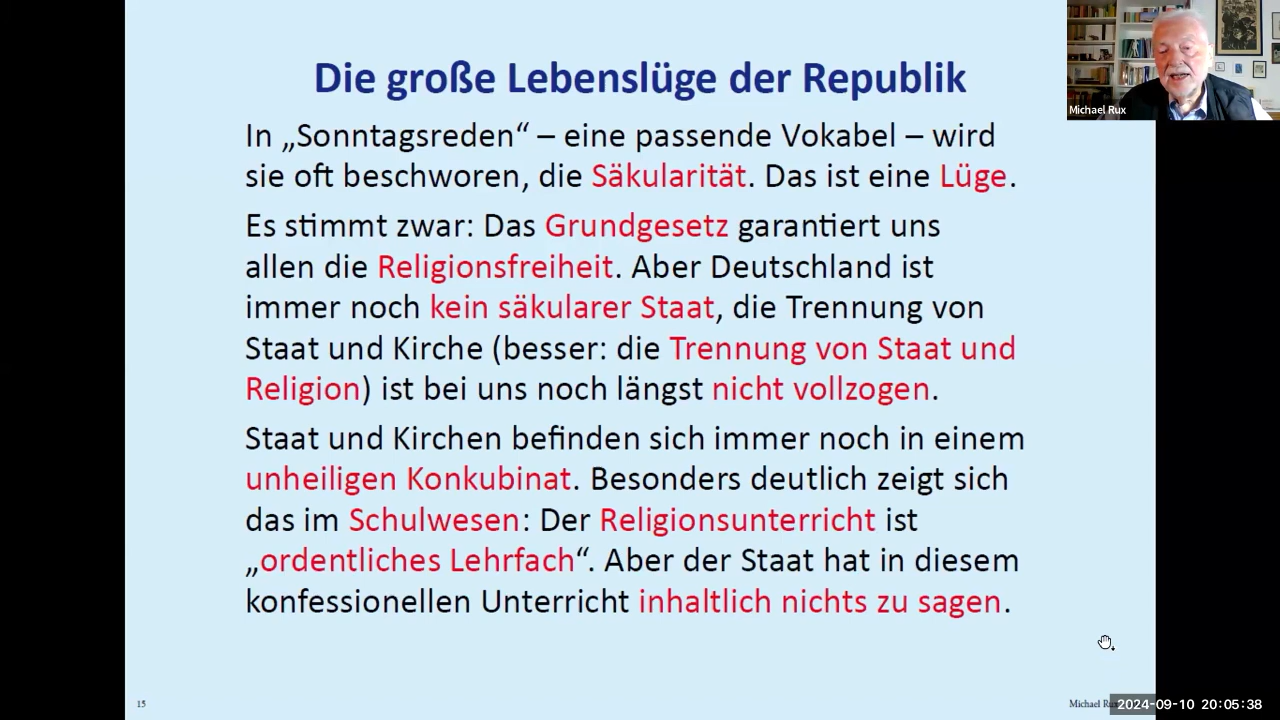 Die große Lebenslüge der Republik
In „Sonntagsreden“ – eine passende Vokabel – wird
sie oft beschworen, die Säkularität. Das ist eine Lüge.
Es stimmt zwar: Das Grundgesetz garantiert uns
allen die Religionsfreiheit. Aber Deutschland ist
immer noch kein säkularer Staat, die Trennung von
Staat und Kirche (besser: die Trennung von Staat und
Religion) ist bei uns noch längst nicht vollzogen.
Staat und Kirchen befinden sich immer noch in einem
unheiligen Konkubinat. Besonders deutlich zeigt sich
das im Schulwesen: Der Religionsunterricht ist
„ordentliches Lehrfach“. Aber der Staat hat in diesem
konfessionellen Unterricht inhaltlich nichts zu sagen.
Michael Rux
15
Michael
2024-09-10 20:05:38